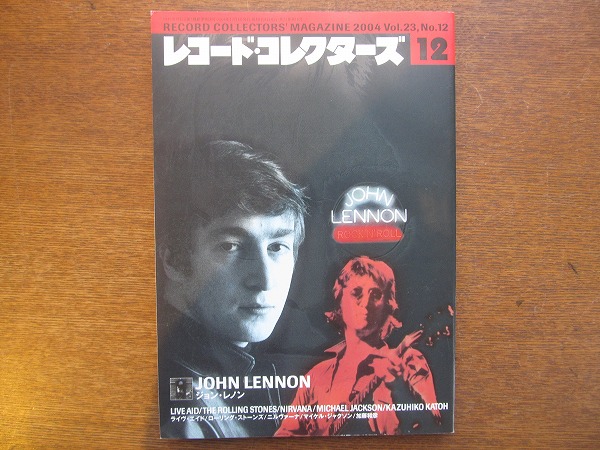 RECORD COLLECTORS' MAGAZINE 2004 Vol.23, No.12
レコード・コレクターズ 12
JOHN
LENNON
ROCK 'N' ROLL
JOHN LENNON
ジョン・レノン
LIVE AID/THE ROLLING STONES/NIRVANA/MICHAEL JACKSON/KAZUHIKO KATOH
ライヴ・エイド/ローリング・ストーンズ/ニルヴァーナ/マイケル・ジャクソン/加藤和彦